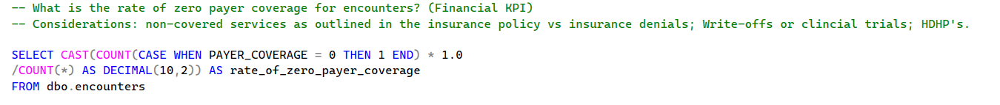 -- What is the rate of zero payer coverage for encounters? (Financial KPI)
-- Considerations: non-covered services as outlined in the insurance policy vs insurance denials; Write-offs or clincial trials; HDHP's.
SELECT CAST(COUNT(CASE WHEN PAYER_COVERAGE = 0 THEN 1 END) * 1.0
/COUNT(*) AS DECIMAL(10,2)) AS rate_of_zero_payer_coverage
FROM dbo.encounters